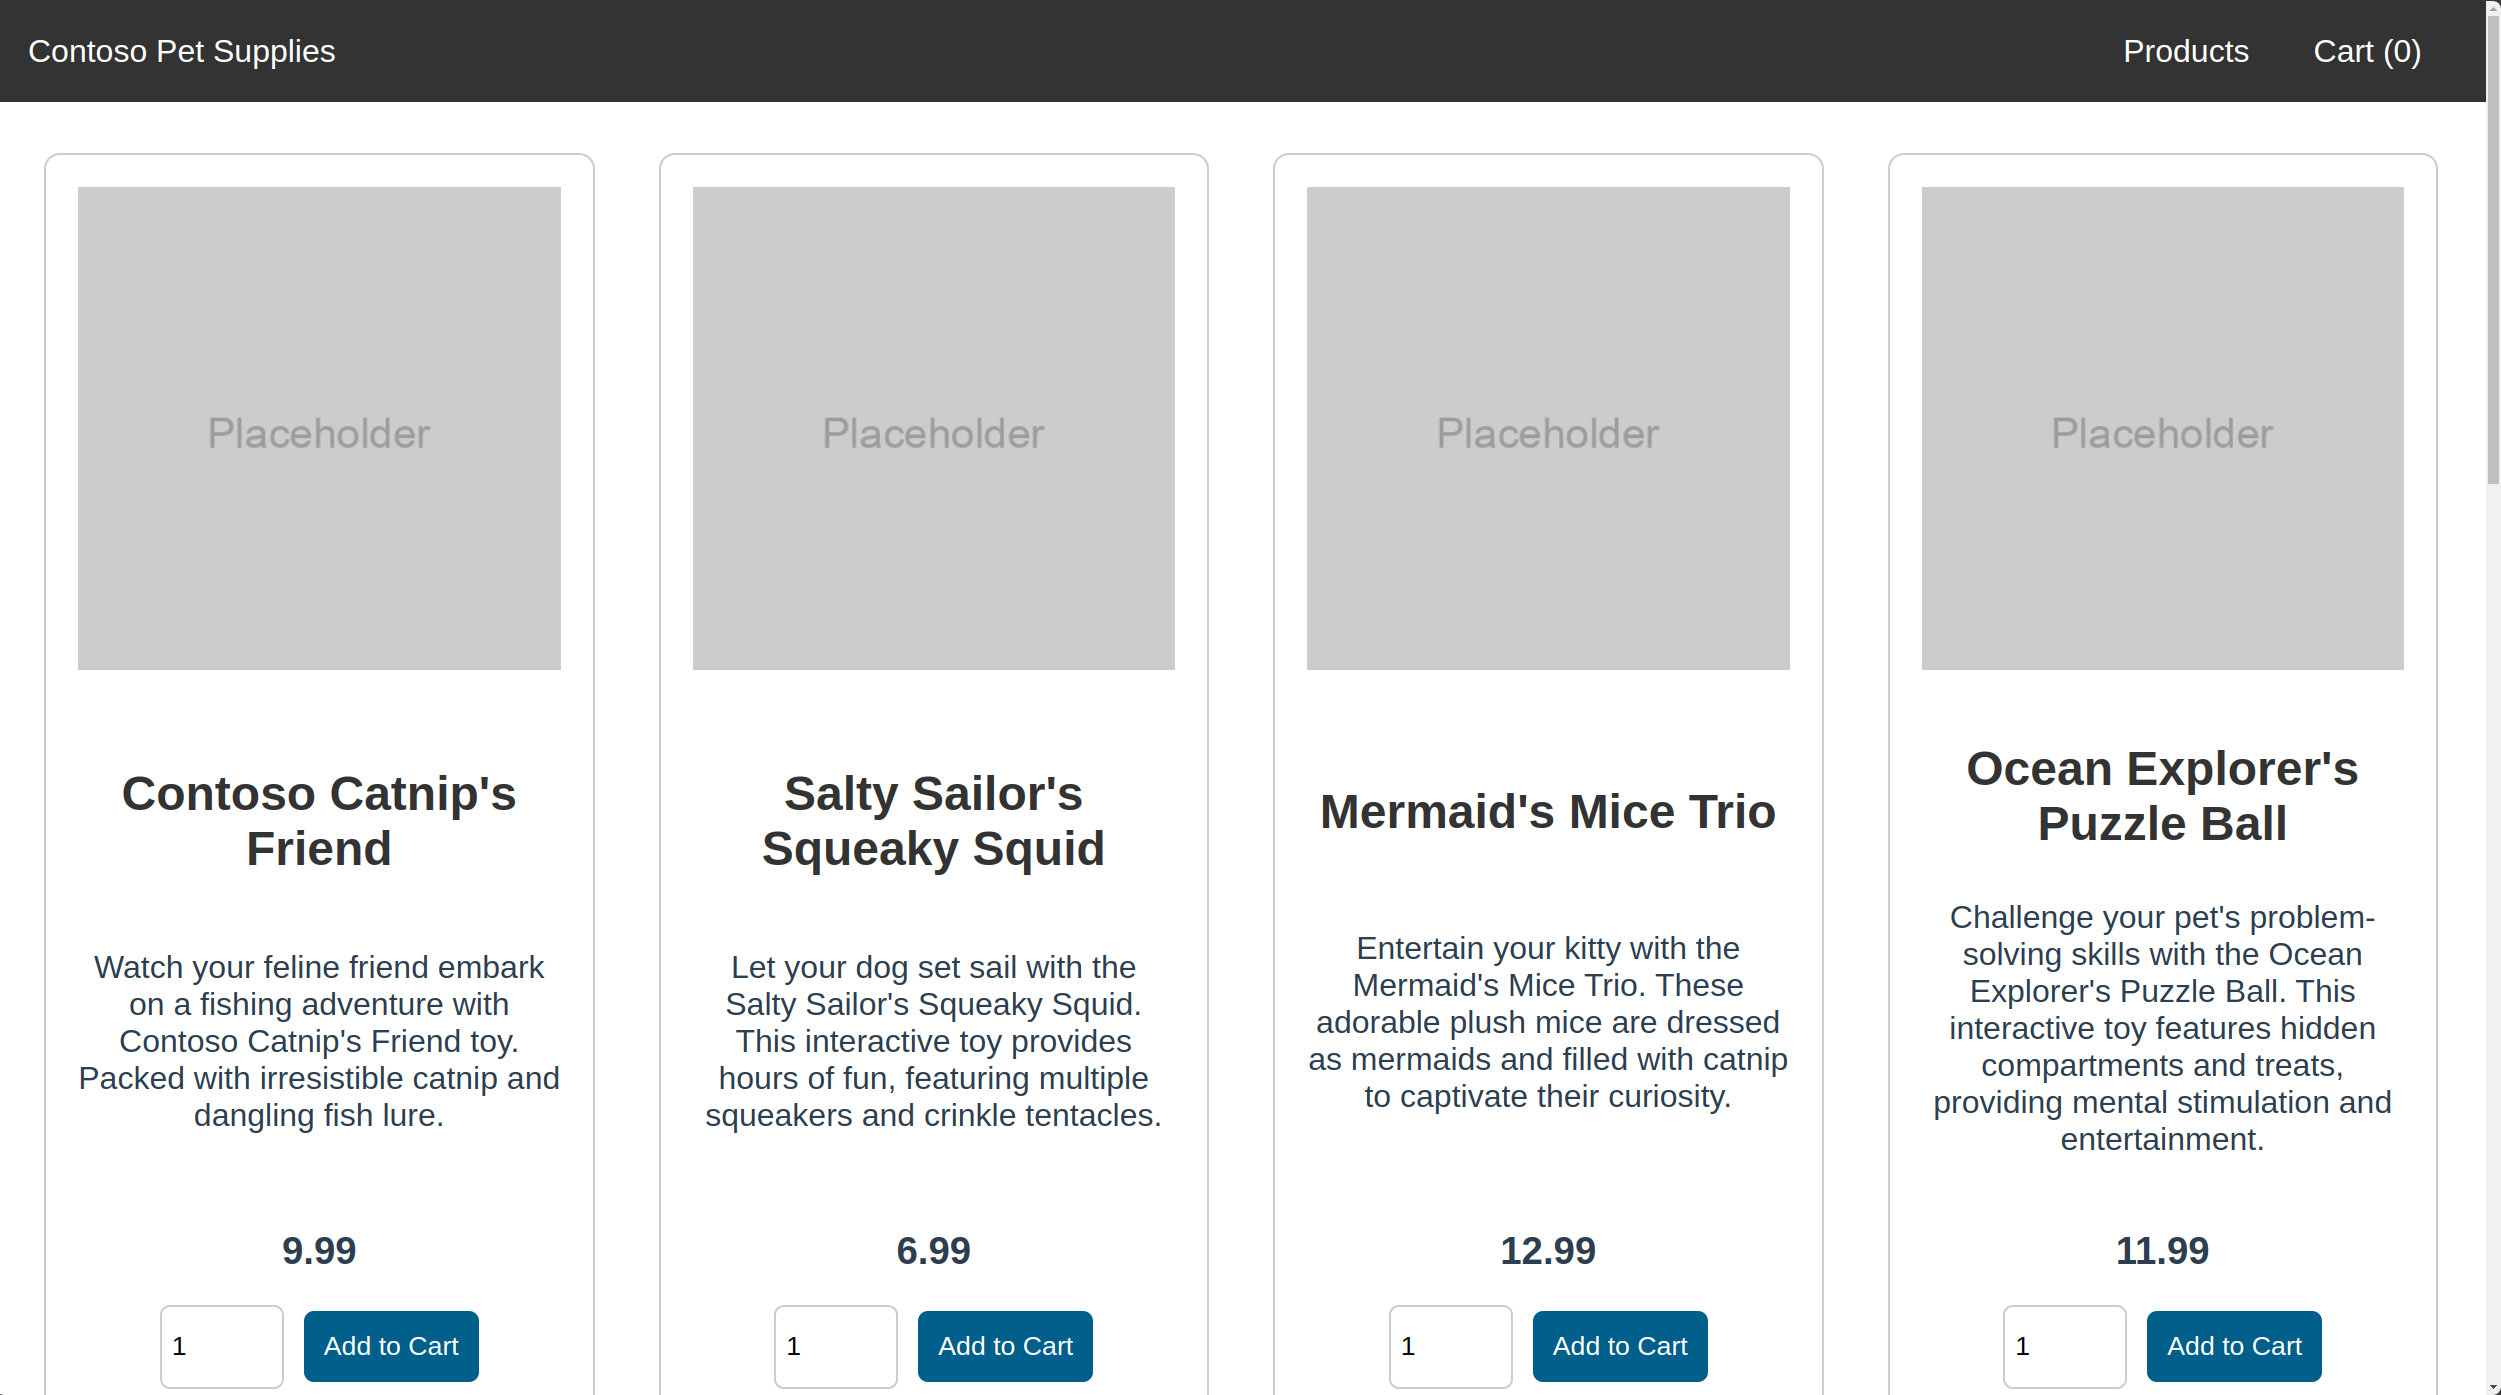 Contoso Pet Supplies
Products
Cart (0)
Placeholder
Contoso Catnip's
Friend
Watch your feline friend embark
on a fishing adventure with
Contoso Catnip's Friend toy.
Packed with irresistible catnip and
dangling fish lure.
9.99
1
Add to Cart
Placeholder
Salty Sailor's
Squeaky Squid
Let your dog set sail with the
Salty Sailor's Squeaky Squid.
This interactive toy provides
hours of fun, featuring multiple
squeakers and crinkle tentacles.
6.99
1
Add to Cart
Placeholder
Mermaid's Mice Trio
Entertain your kitty with the
Mermaid's Mice Trio. These
adorable plush mice are dressed
as mermaids and filled with catnip
to captivate their curiosity.
12.99
1
Add to Cart
Placeholder
Ocean Explorer's
Puzzle Ball
Challenge your pet's problem-
solving skills with the Ocean
Explorer's Puzzle Ball. This
interactive toy features hidden
compartments and treats,
providing mental stimulation and
entertainment.
11.99
1
Add to Cart